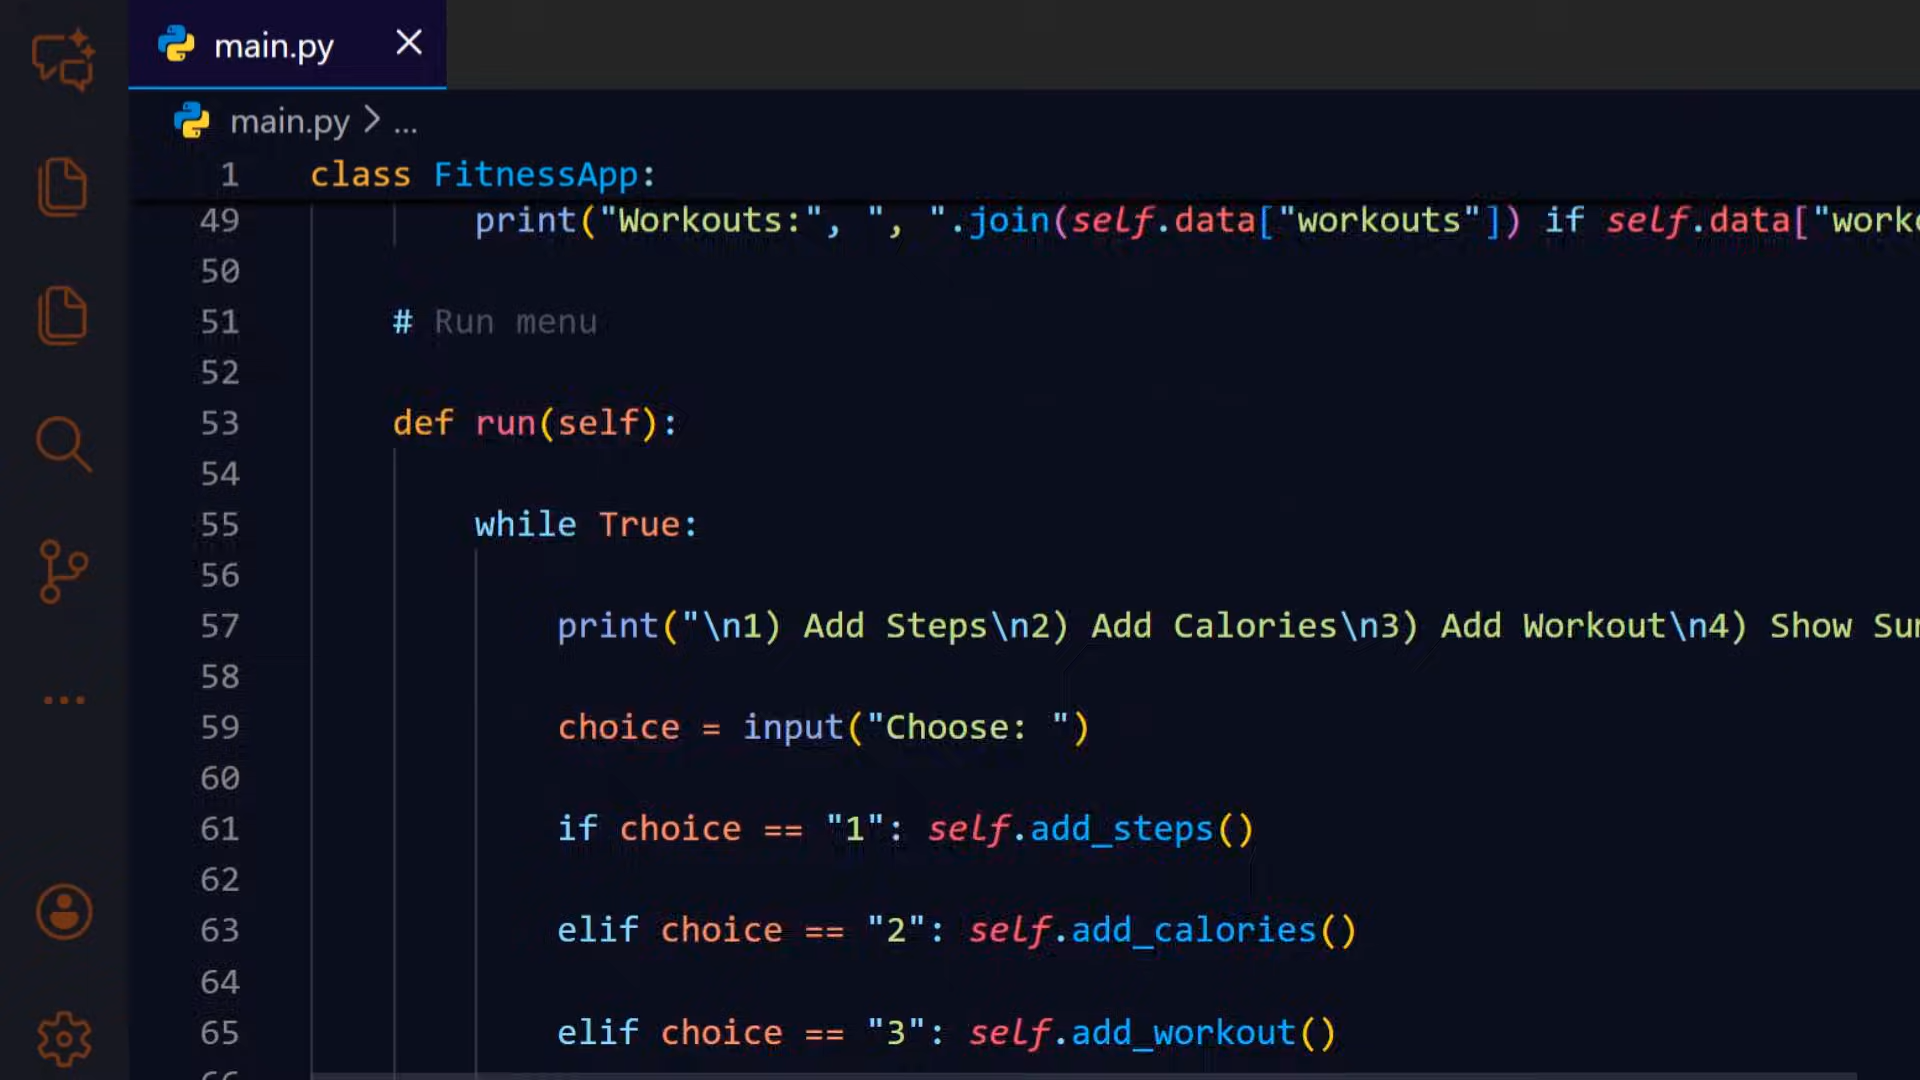 main.py
main.py > ...
1 class FitnessApp:
49 print("Workouts:", ", ".join(self.data["workouts"]) if self.data["work
50
51 # Run menu
52
53 def run(self):
54
55 while True:
56
57 print("\n1) Add Steps\n2) Add Calories\n3) Add Workout\n4) Show Su
58
59 choice = input("Choose: ")
60
61 if choice == "1": self.add_steps()
62
63 elif choice == "2": self.add_calories()
64
65 elif choice == "3": self.add_workout()